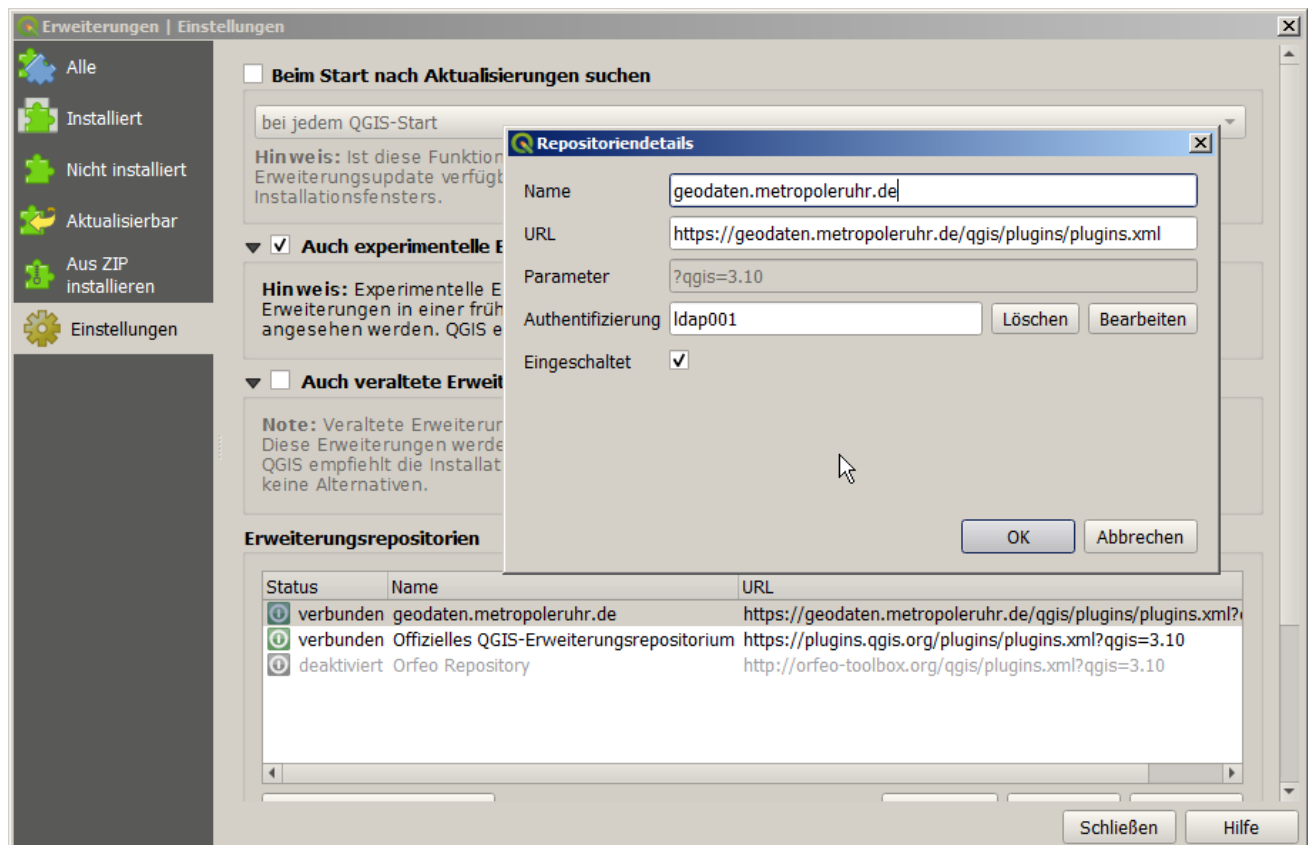 Erweiterungen | Einstellungen
Alle
Installiert
Nicht installiert
Aktualisierbar
Aus ZIP
installieren
Einstellungen
Beim Start nach Aktualisierungen suchen
bei jedem QGIS-Start
Hinweis: Ist diese Funktion
Erweiterungsupdate
Installationsfensters.
Auch experimentelle
Hinweis: Experimentelle
Erweiterungen in einer
angesehen werden. QGIS
Auch veraltete
Note: Veraltete
Diese Erweiterungen
QGIS empfiehlt die
keine Alternativen.
Repositoriendetails
Name
geodaten.metropoleruhr.de
URL
https://geodaten.metropoleruhr.de/qgis/plugins/plugins.xml
Parameter
?qgis=3.10
Authentifizierung
ldap001
Löschen
Bearbeiten
Eingeschaltet
OK
Abbrechen
Erweiterungsrepositorien
Status Name URL
verbunden geodaten.metropoleruhr.de https://geodaten.metropoleruhr.de/qgis/plugins/plugins.xml?
verbunden Offizielles QGIS-Erweiterungsrepositorium https://plugins.qgis.org/plugins/plugins.xml?qgis=3.10
deaktiviert Orfeo Repository http://orfeo-toolbox.org/qgis/plugins.xml?qgis=3.10
Schließen
Hilfe